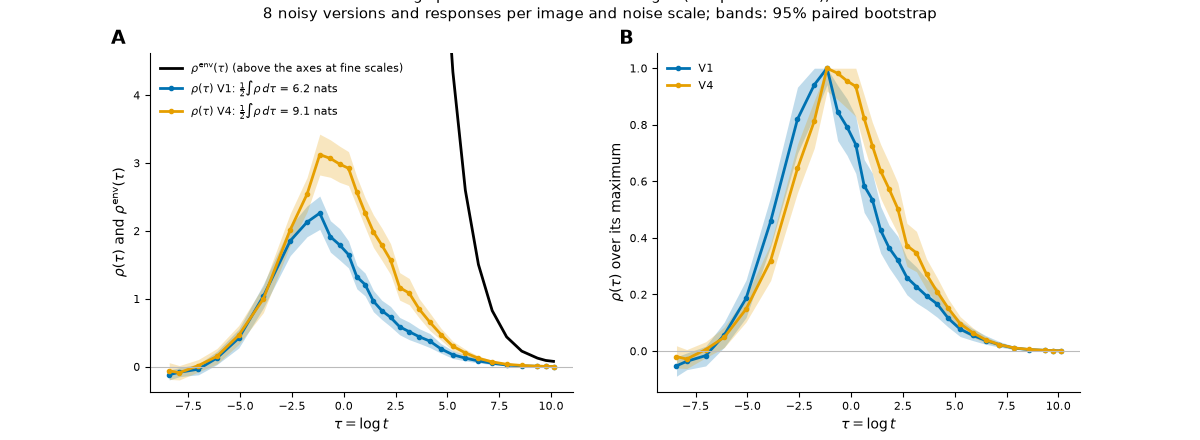 8 noisy versions and responses per image and noise scale; bands: 95% paired bootstrap
A
ρᵉⁿᵛ(τ) (above the axes at fine scales)
ρ(τ) V1: ½∫ρ dτ = 6.2 nats
ρ(τ) V4: ½∫ρ dτ = 9.1 nats
ρ(τ) and ρᵉⁿᵛ(τ)
4
3
2
1
0
−7.5 −5.0 −2.5 0.0 2.5 5.0 7.5 10.0
τ = log t
B
V1
V4
ρ(τ) over its maximum
1.0
0.8
0.6
0.4
0.2
0.0
−7.5 −5.0 −2.5 0.0 2.5 5.0 7.5 10.0
τ = log t